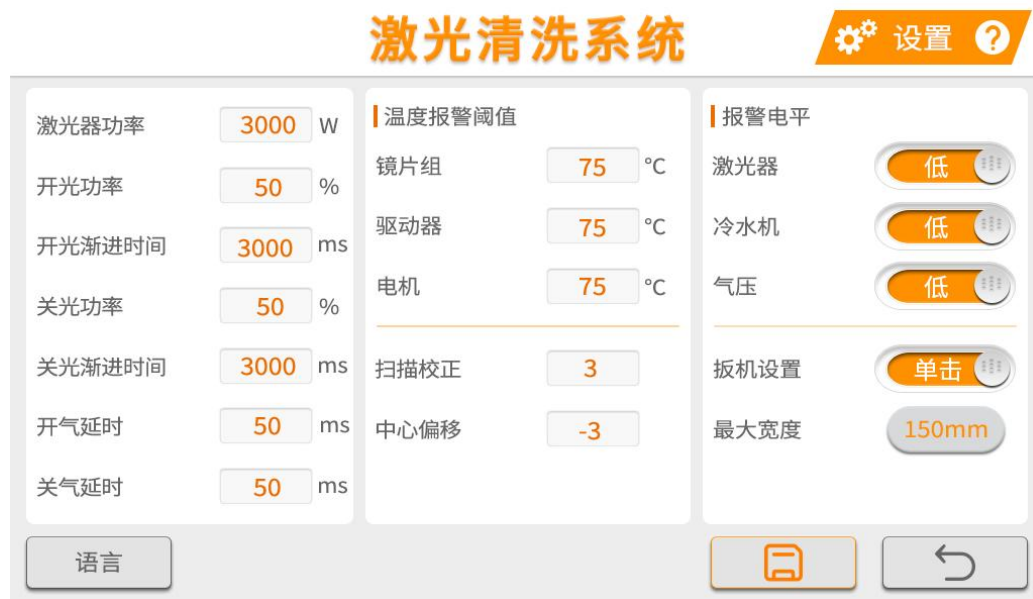 激光清洗系统
设置 ?
激光器功率 3000 W
开光功率 50 %
开光渐进时间 3000 ms
关光功率 50 %
关光渐进时间 3000 ms
开气延时 50 ms
关气延时 50 ms
温度报警阈值
镜片组 75 ℃
驱动器 75 ℃
电机 75 ℃
扫描校正 3
中心偏移 -3
报警电平
激光器 低
冷水机 低
气压 低
扳机设置 单击
最大宽度 150mm
语言